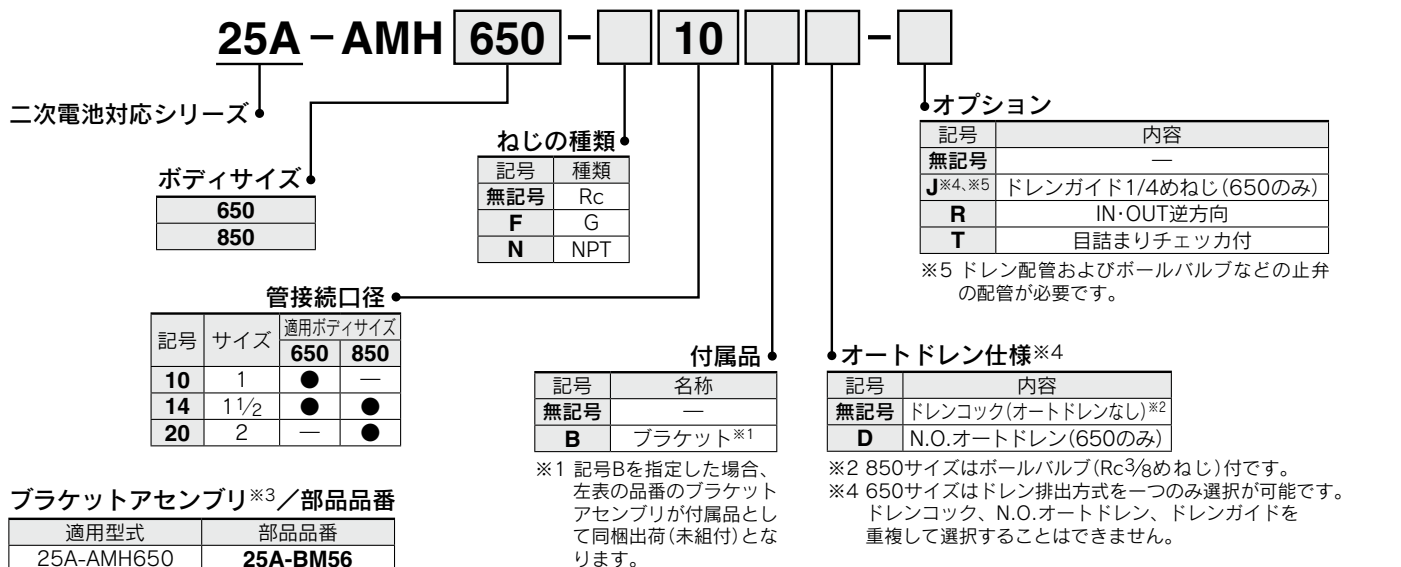 25A－AMH 650－ 10 －
二次電池対応シリーズ
ボディサイズ
650
850
ねじの種類
記号 種類
無記号 Rc
F G
N NPT
管接続口径
記号 サイズ 適用ボディサイズ
650 850
10 1 ● —
14 1 1/2 ● ●
20 2 — ●
ブラケットアセンブリ※3／部品品番
適用型式 部品品番
25A-AMH650 25A-BM56
付属品
記号 名称
無記号 —
B ブラケット※1
※1 記号Bを指定した場合、
左表の品番のブラケット
アセンブリが付属品とし
て同梱出荷(未組付)とな
ります。
オートドレン仕様※4
記号 内容
無記号 ドレンコック(オートドレンなし)※2
D N.O.オートドレン(650のみ)
※2 850サイズはボールバルブ(Rc3/8めねじ)付です。
※4 650サイズはドレン排出方式を一つのみ選択が可能です。
ドレンコック、N.O.オートドレン、ドレンガイドを
重複して選択することはできません。
オプション
記号 内容
無記号 —
J※4、※5 ドレンガイド1/4めねじ(650のみ)
R IN･OUT逆方向
T 目詰まりチェッカ付
※5 ドレン配管およびボールバルブなどの止弁
の配管が必要です。